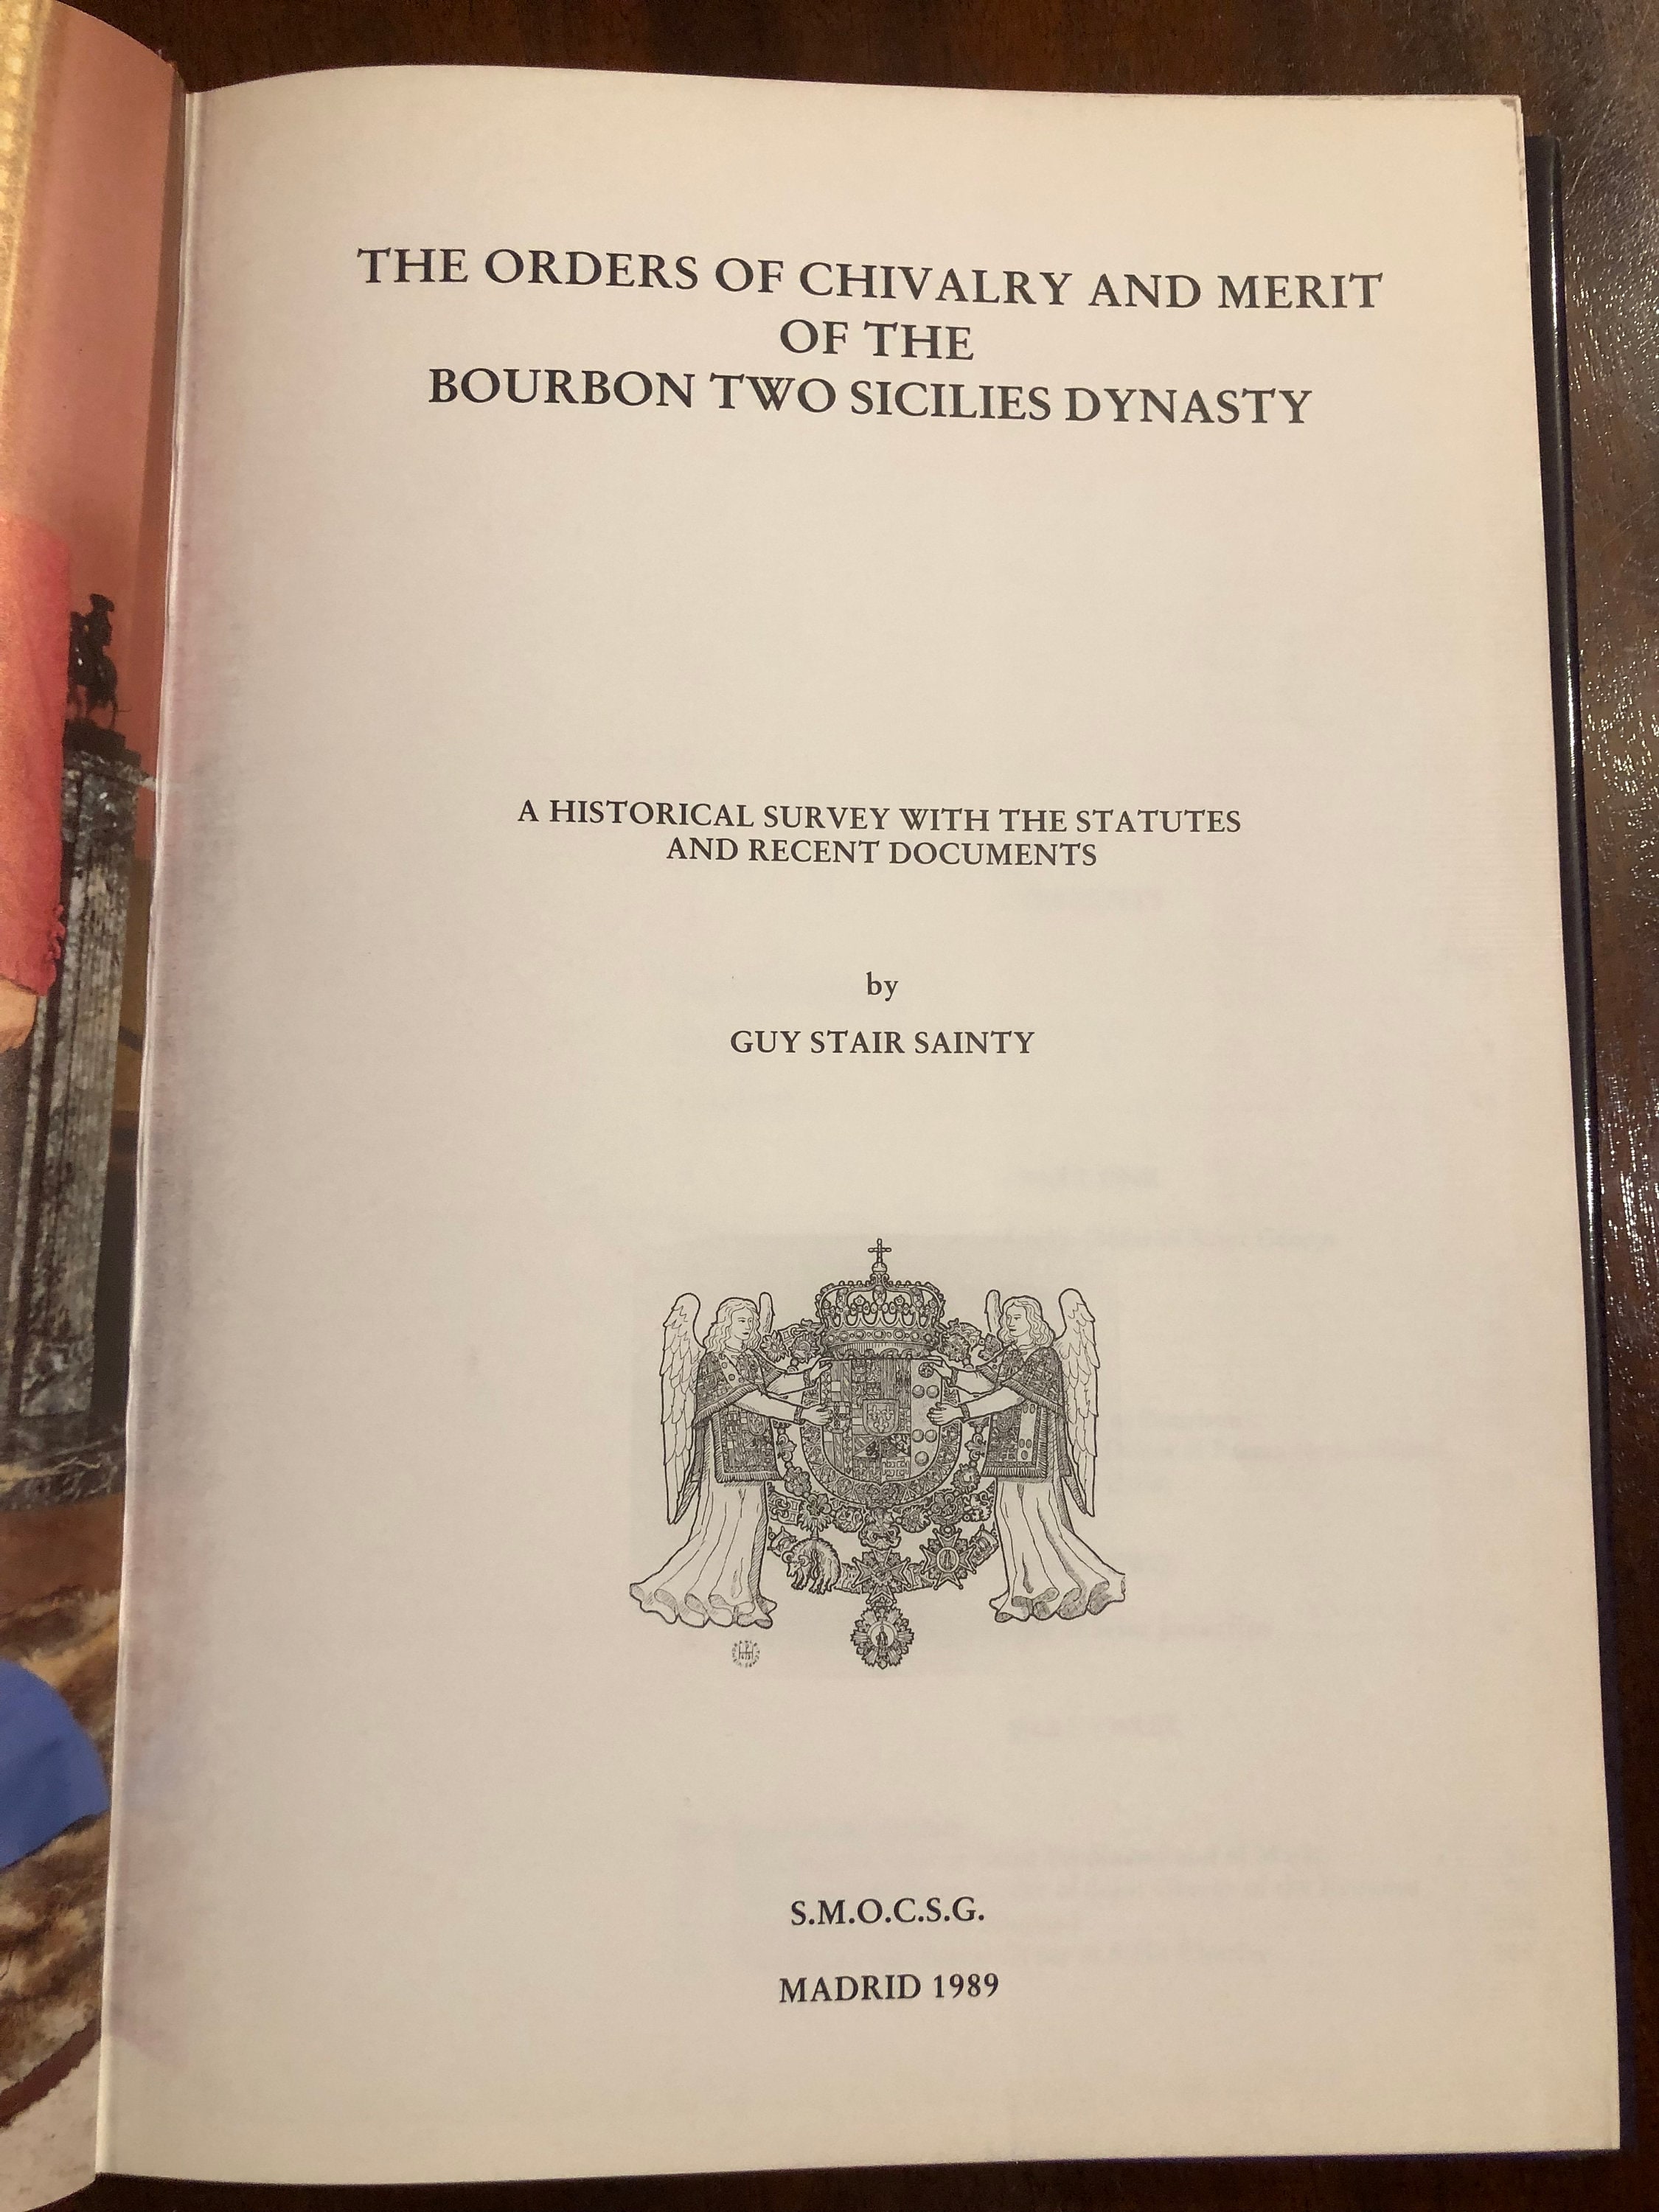 THE ORDERS OF CHIVALRY AND MERIT
OF THE
BOURBON TWO SICILIES DYNASTY
A HISTORICAL SURVEY WITH THE STATUTES
AND RECENT DOCUMENTS
by
GUY STAIR SAINTY
S.M.O.C.S.G.
MADRID 1989